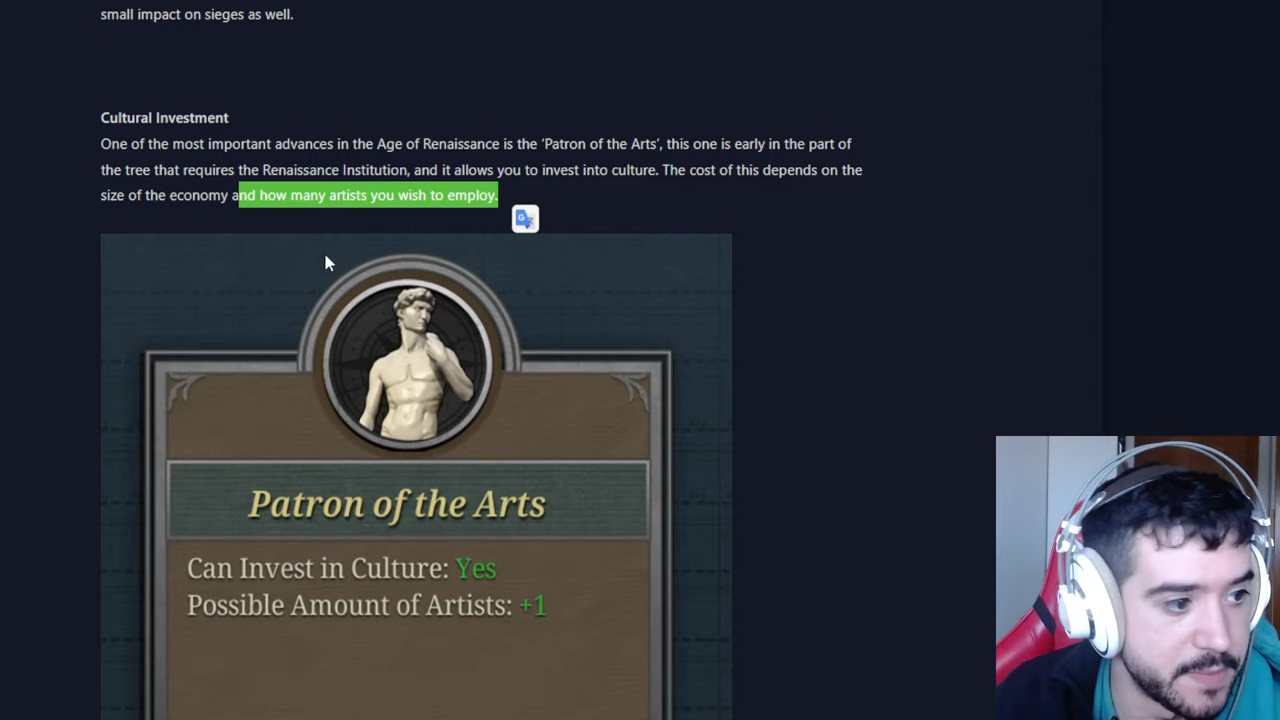 small impact on sieges as well.
Cultural Investment
One of the most important advances in the Age of Renaissance is the ‘Patron of the Arts’, this one is early in the part of
the tree that requires the Renaissance Institution, and it allows you to invest into culture. The cost of this depends on the
size of the economy and how many artists you wish to employ.
G
Patron of the Arts
Can Invest in Culture: Yes
Possible Amount of Artists: +1